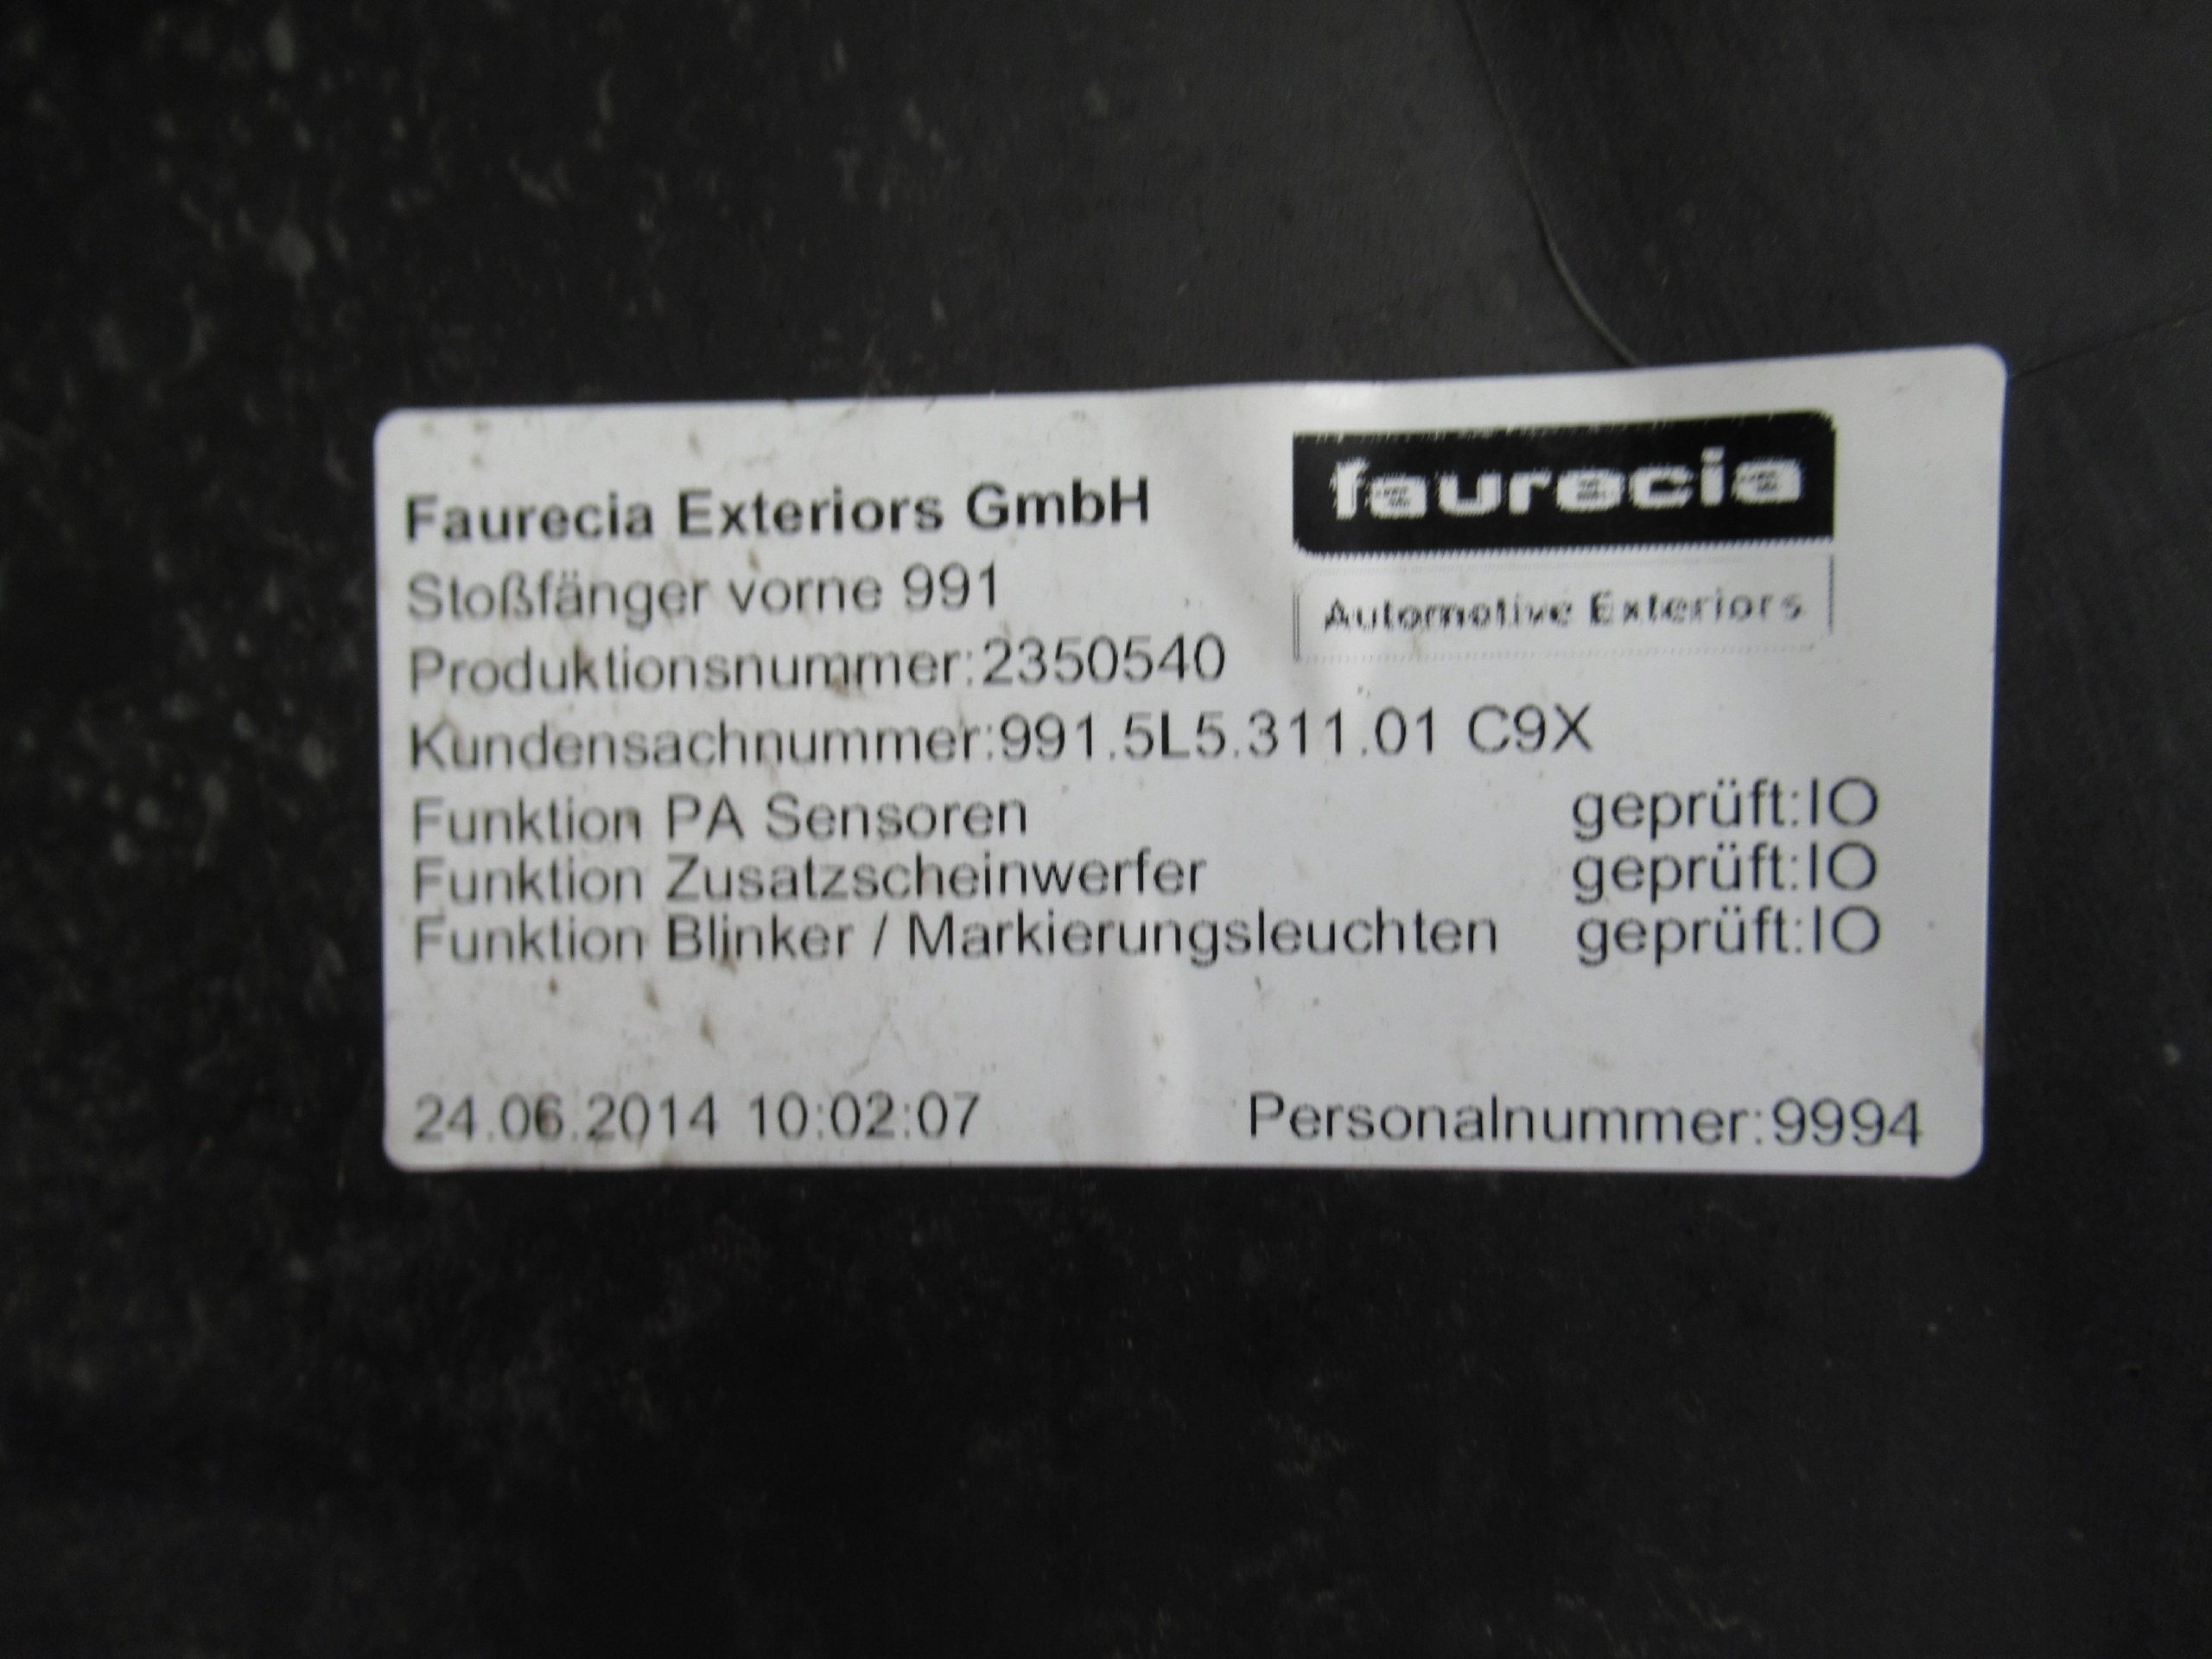 Faurecia Exteriors GmbH
faurecia
Automotive Exteriors
Stoßfänger vorne 991
Produktionsnummer:2350540
Kundensachnummer:991.5L5.311.01 C9X
Funktion PA Sensoren geprüft:IO
Funktion Zusatzscheinwerfer geprüft:IO
Funktion Blinker / Markierungsleuchten geprüft:IO
24.06.2014 10:02:07 Personalnummer:9994